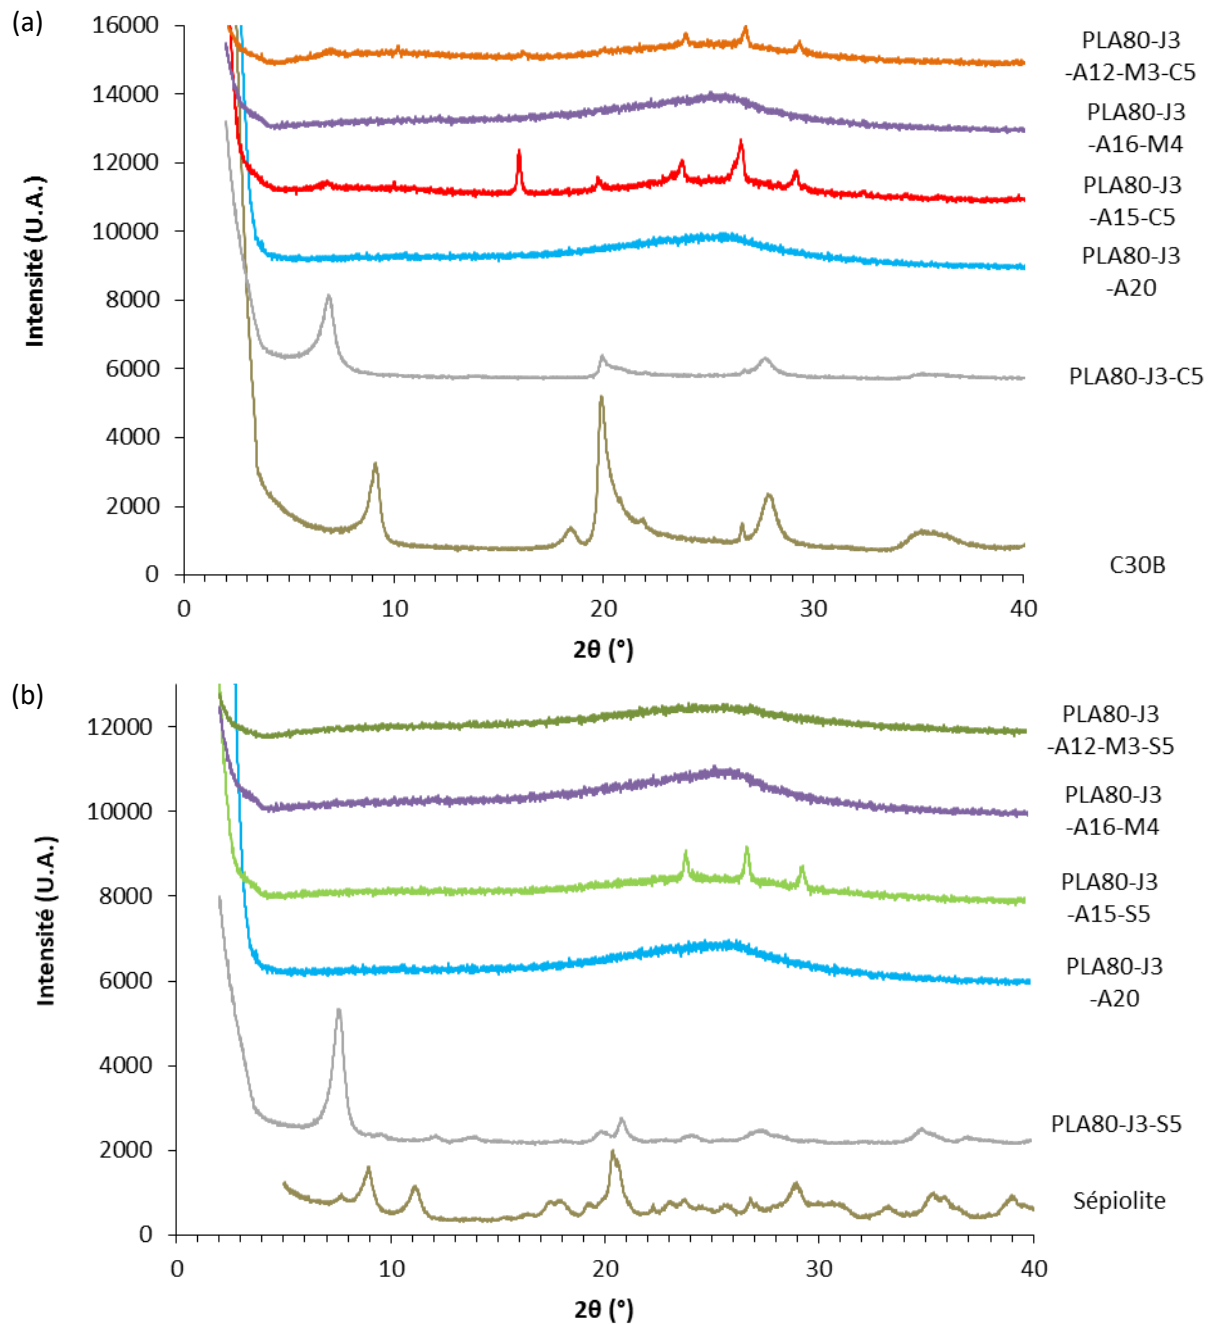 (a)
16000
14000
12000
10000
8000
6000
4000
2000
0
Intensité (U.A.)
0 10 20 30 40
2θ (°)
PLA80-J3
-A12-M3-C5
PLA80-J3
-A16-M4
PLA80-J3
-A15-C5
PLA80-J3
-A20
PLA80-J3-C5
C30B
(b)
12000
10000
8000
6000
4000
2000
0
Intensité (U.A.)
0 10 20 30 40
2θ (°)
PLA80-J3
-A12-M3-S5
PLA80-J3
-A16-M4
PLA80-J3
-A15-S5
PLA80-J3
-A20
PLA80-J3-S5
Sépiolite